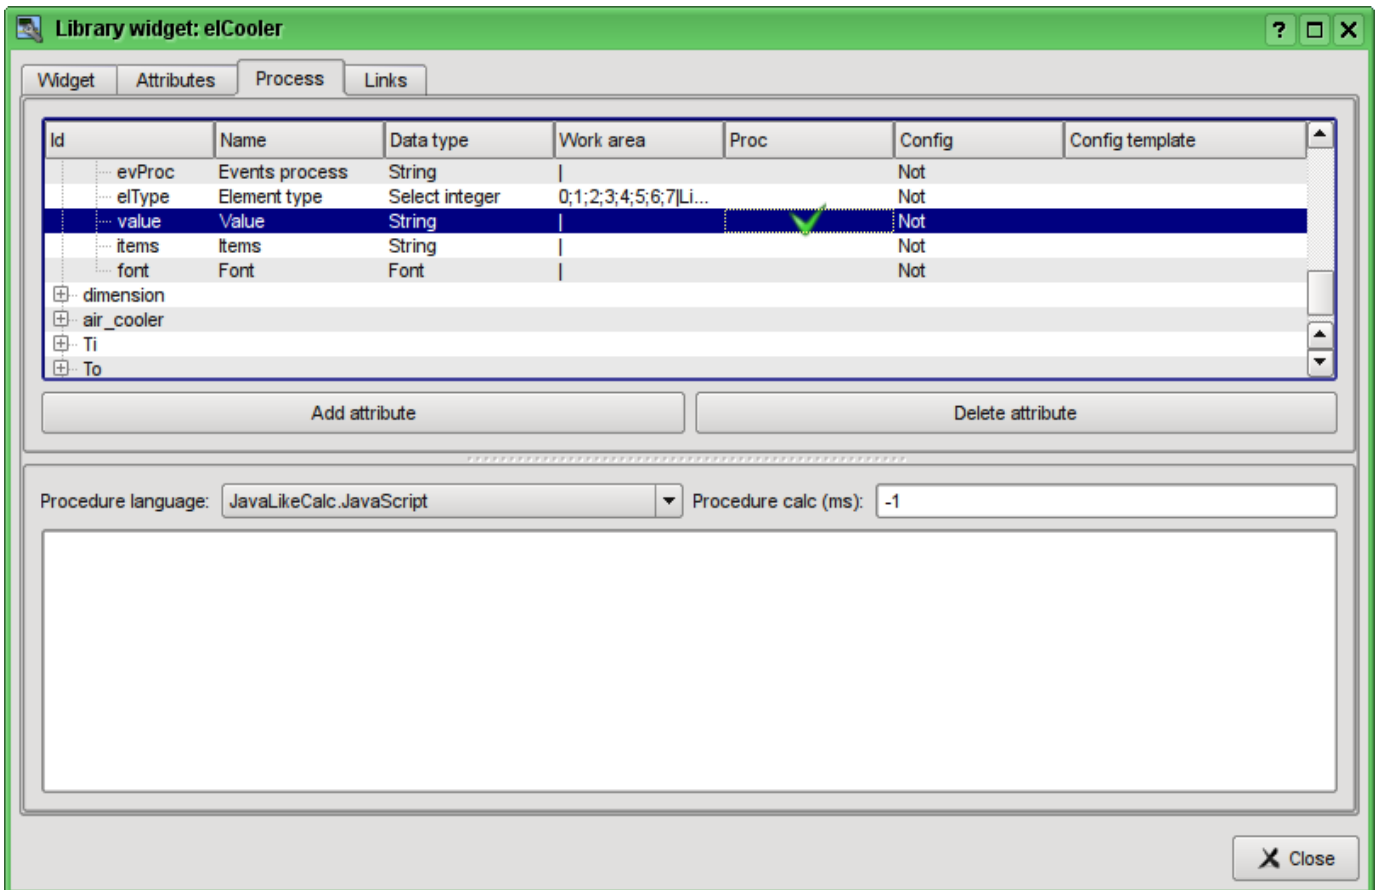 Library widget: elCooler
Widget Attributes Process Links
Id Name Data type Work area Proc Config Config template
evProc Events process String | Not
elType Element type Select integer 0;1;2;3;4;5;6;7|Li... Not
value Value String | Not
items Items String | Not
font Font Font | Not
dimension
air_cooler
Ti
To
Add attribute Delete attribute
Procedure language: JavaLikeCalc.JavaScript Procedure calc (ms): -1
Close